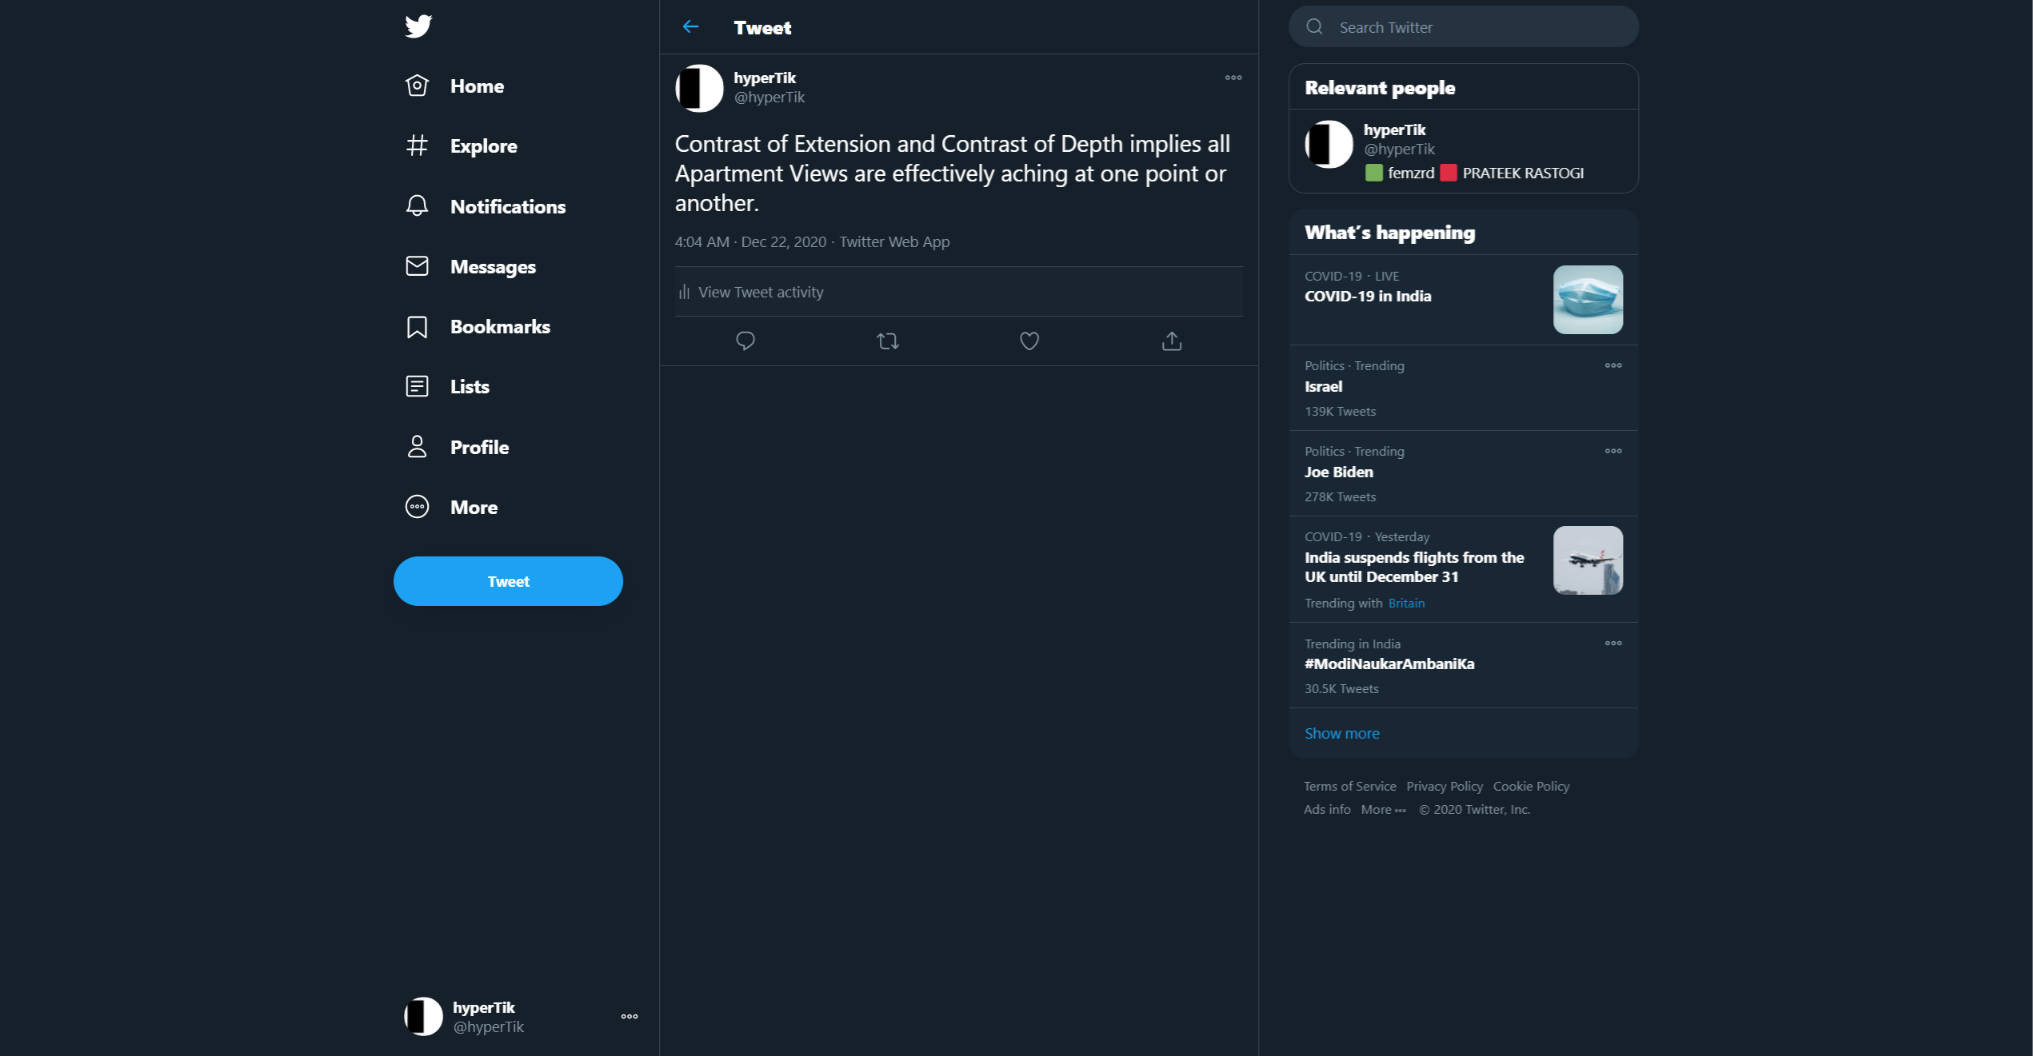 Home
Explore
Notifications
Messages
Bookmarks
Lists
Profile
More
Tweet
hyperTik
@hyperTik
Tweet
hyperTik
@hyperTik
Contrast of Extension and Contrast of Depth implies all
Apartment Views are effectively aching at one point or
another.
4:04 AM · Dec 22, 2020 · Twitter Web App
View Tweet activity
Search Twitter
Relevant people
hyperTik
@hyperTik
🟩 femzrd 🟥 PRATEEK RASTOGI
What's happening
COVID-19 · LIVE
COVID-19 in India
Politics · Trending
Israel
139K Tweets
Politics · Trending
Joe Biden
278K Tweets
COVID-19 · Yesterday
India suspends flights from the
UK until December 31
Trending with Britain
Trending in India
#ModiNaukarAmbaniKa
30.5K Tweets
Show more
Terms of Service Privacy Policy Cookie Policy
Ads info More ··· © 2020 Twitter, Inc.